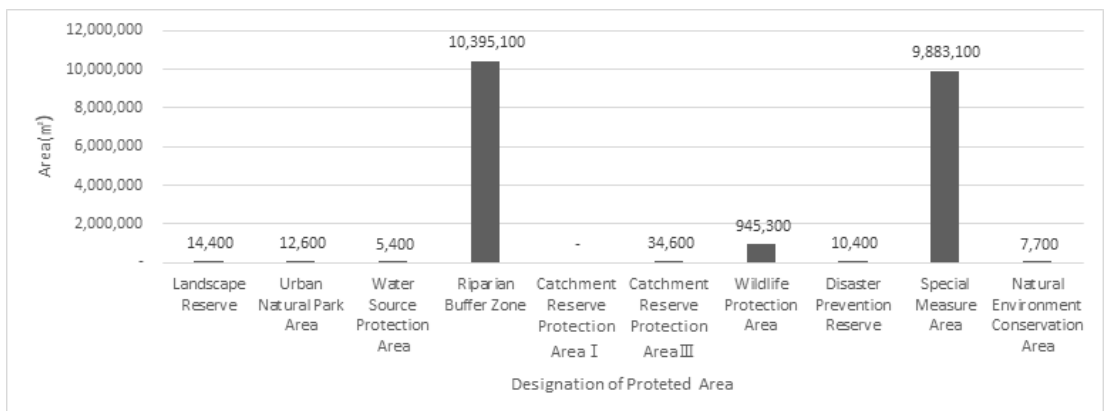 12,000,000
10,000,000
8,000,000
6,000,000
4,000,000
2,000,000
-
Area(㎡)
14,400
12,600
5,400
10,395,100
-
34,600
945,300
10,400
9,883,100
7,700
Landscape
Reserve
Urban
Natural Park
Area
Water
Source
Protection
Area
Riparian
Buffer Zone
Catchment
Reserve
Protection
Area Ⅰ
Catchment
Reserve
Protection
Area Ⅲ
Wildlife
Protection
Area
Disaster
Prevention
Reserve
Special
Measure
Area
Natural
Environment
Conservation
Area
Designation of Proteted Area